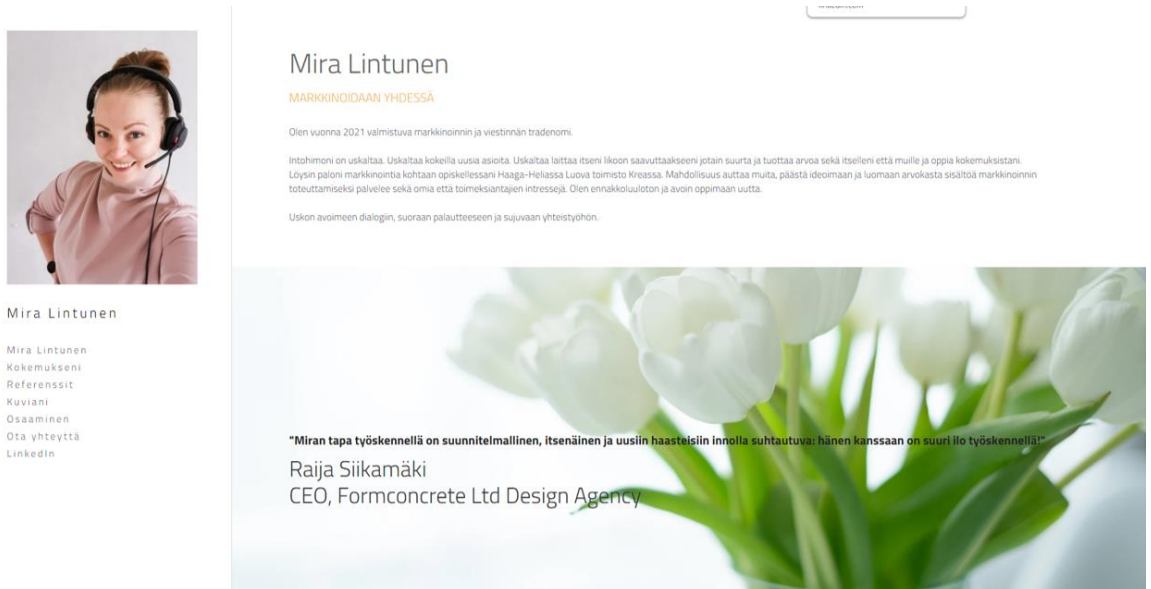 Mira Lintunen
Mira Lintunen
Kokemukseni
Referenssit
Kuviani
Osaaminen
Ota yhteyttä
LinkedIn
Mira Lintunen
MARKKINOIDAAN YHDESSÄ
Olen vuonna 2021 valmistuva markkinoinnin ja viestinnän tradenomi.
Intohimoni on uskaltaa. Uskaltaa kokeilla uusia asioita. Uskaltaa laittaa itseni likoon saavuttaakseeni jotain suurta ja tuottaa arvoa sekä itselleni että muille ja oppia kokemuksistani.
Löysin paloni markkinointia kohtaan opiskellessani Haaga-Heliassa Luova toimisto Kreassa. Mahdollisuus auttaa muita, päästä ideoimaan ja luomaan arvokasta sisältöä markkinoinnin
toteuttamiseksi palvelee sekä omia että toimeksiantajien intressejä. Olen ennakkoluuloton ja avoin oppimaan uutta.
Uskon avoimeen dialogiin, suoraan palautteeseen ja sujuvaan yhteistyöhön.
"Miran tapa työskennellä on suunnitelmallinen, itsenäinen ja uusiin haasteisiin innolla suhtautuva: hänen kanssaan on suuri ilo työskennellä!"
Raija Siikamäki
CEO, Formconcrete Ltd Design Agency